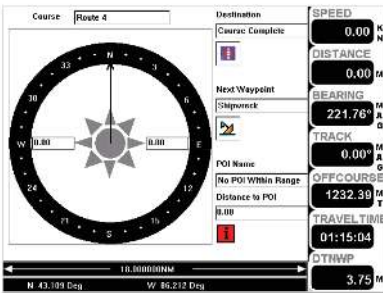 Course Route 4
N
3
6
E
12
15
S
21
24
W
30
33
0.00
0.00
10.000000NM
N 43.109 Deg W 86.212 Deg
Destination
Course Complete
Next Waypoint
Shipwreck
POI Name
No POI Within Range
Distance to POI
0.00
SPEED
0.00 K
N
DISTANCE
0.00 M
BEARING
221.76° M
A
G
TRACK
0.00° M
A
G
OFFCOURSE
1232.39 M
T
TRAVELTIME
01:15:04
DTNWP
3.75 M